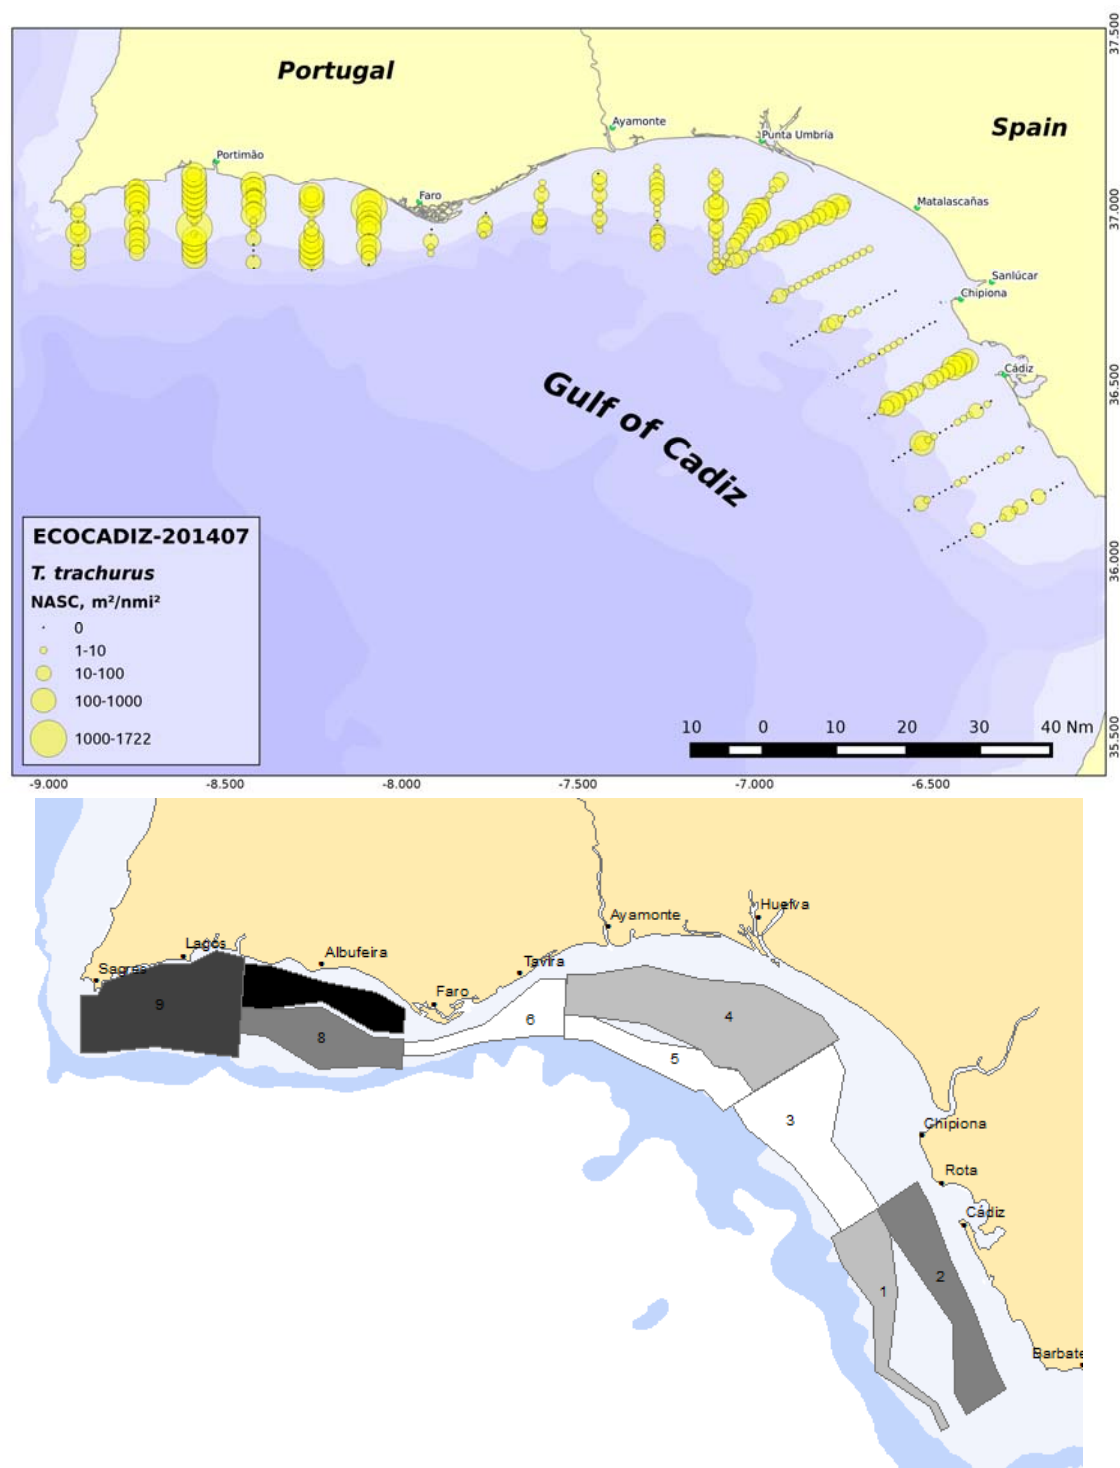 Portugal
Spain
Ayamonte
Punta Umbría
Portimão
Faro
Matalascañas
Sanlúcar
Chipiona
Cádiz
Gulf of Cadiz
37.500
37.000
36.500
36.000
35.500
ECOCADIZ-201407
T. trachurus
NASC, m²/nmi²
0
1-10
10-100
100-1000
1000-1722
10 0 10 20 30 40 Nm
-9.000 -8.500 -8.000 -7.500 -7.000 -6.500
Huelva
Ayamonte
Lagos
Albufeira
Tavira
Sagres
Faro
9
8
6
4
5
3
Chipiona
Rota
Cádiz
2
1
Barbate